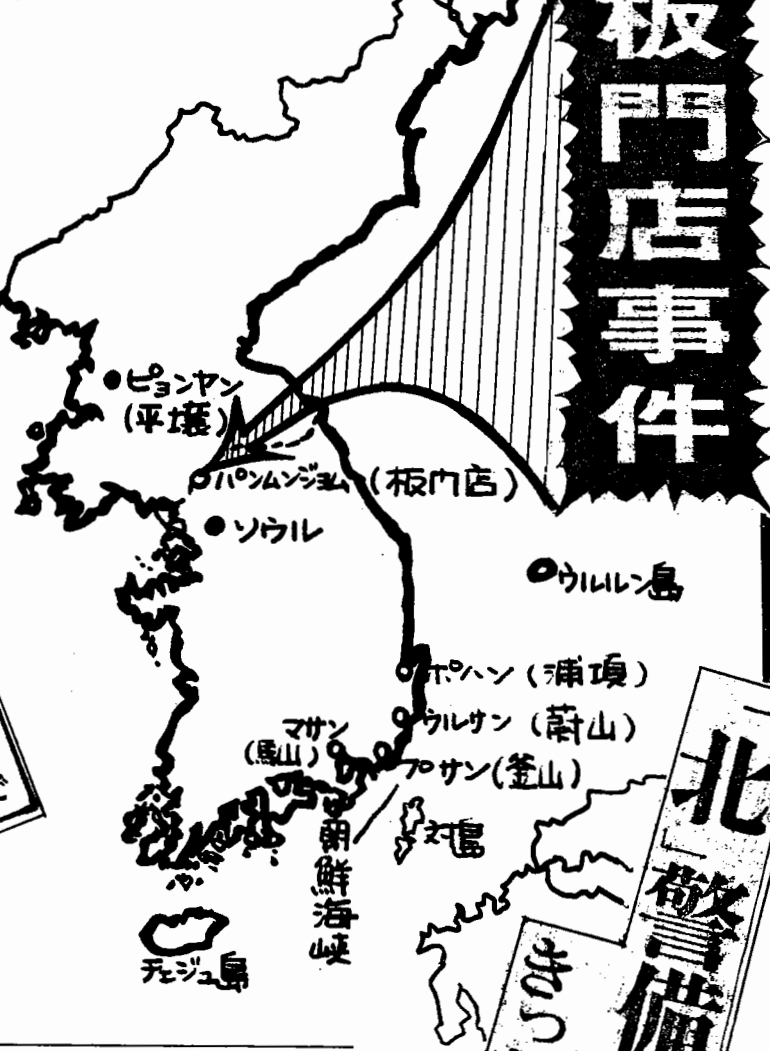 板門店事件
ピョンヤン
(平壌)
パンムンジョム(板門店)
ソウル
ウルルン島
ポハン(浦項)
ウルサン(蔚山)
マサン
(馬山)
プサン(釜山)
対島
朝鮮海峡
チェジュ島
「北」警備
きつ